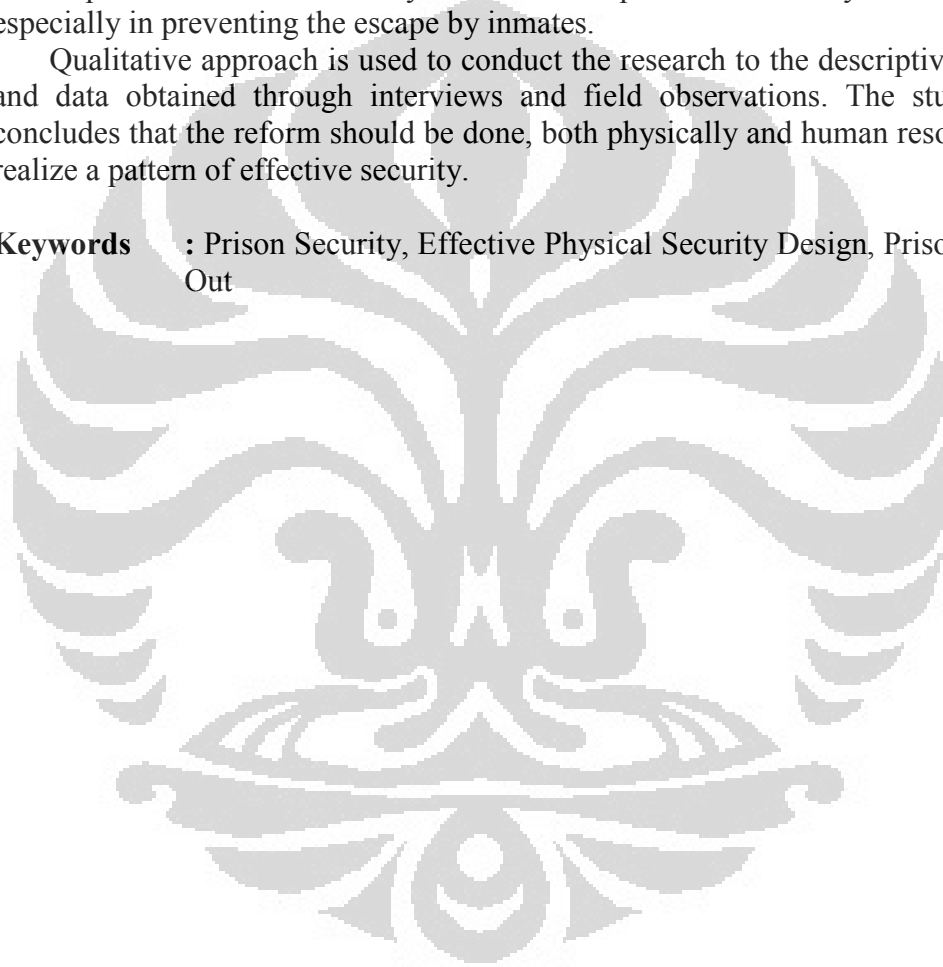 especially in preventing the escape by inmates.
Qualitative approach is used to conduct the research to the descriptiv
and data obtained through interviews and field observations. The stu
concludes that the reform should be done, both physically and human reso
realize a pattern of effective security.
Keywords : Prison Security, Effective Physical Security Design, Priso
Out